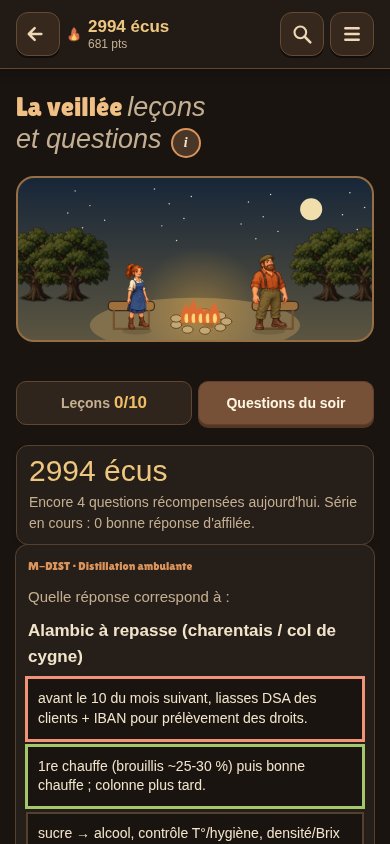 2994 écus
681 pts
La veillée leçons
et questions i
Leçons 0/10
Questions du soir
2994 écus
Encore 4 questions récompensées aujourd'hui. Série
en cours : 0 bonne réponse d'affilée.
M-DIST · Distillation ambulante
Quelle réponse correspond à :
Alambic à repasse (charentais / col de
cygne)
avant le 10 du mois suivant, liasses DSA des
clients + IBAN pour prélèvement des droits.
1re chauffe (brouillis ~25-30 %) puis bonne
chauffe ; colonne plus tard.
sucre → alcool, contrôle T°/hygiène, densité/Brix